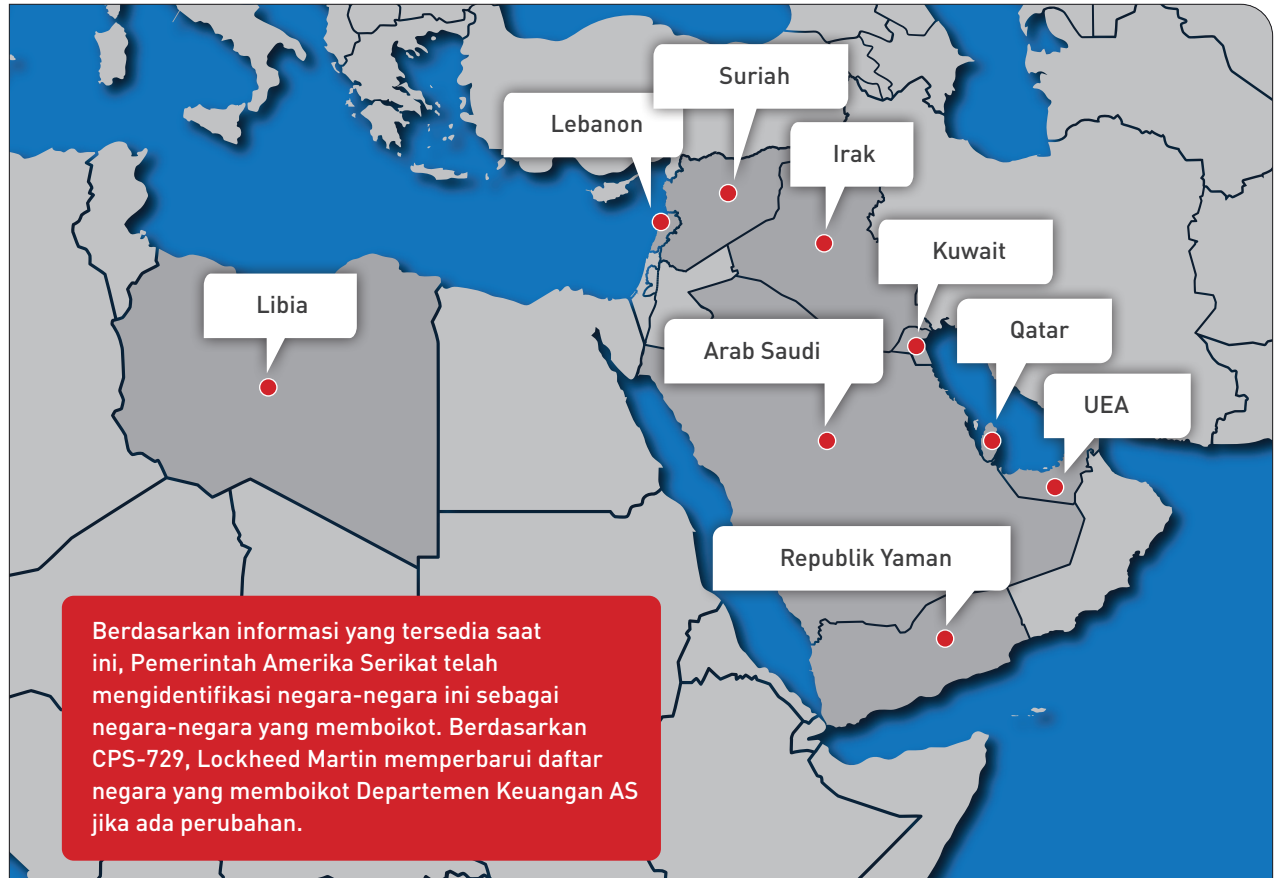 Suriah
Lebanon
Irak
Kuwait
Libia
Qatar
Arab Saudi
UEA
Republik Yaman
Berdasarkan informasi yang tersedia saat
ini, Pemerintah Amerika Serikat telah
mengidentifikasi negara-negara ini sebagai
negara-negara yang memboikot. Berdasarkan
CPS-729, Lockheed Martin memperbarui daftar
negara yang memboikot Departemen Keuangan AS
jika ada perubahan.